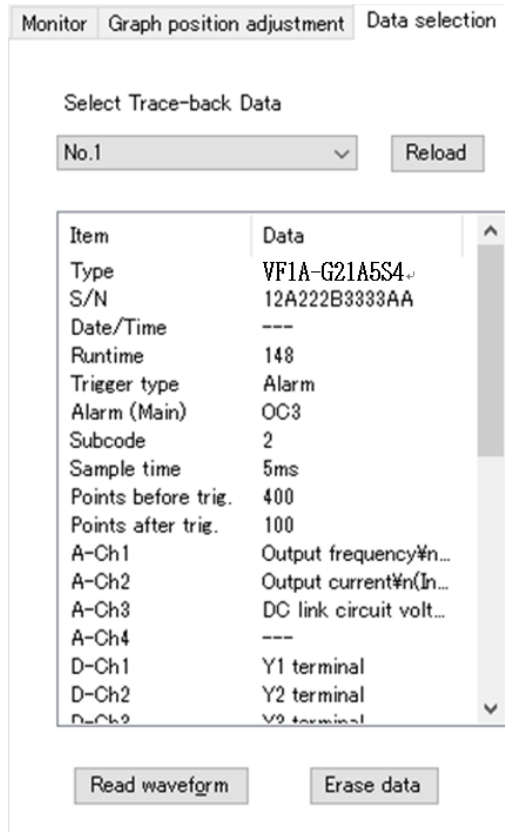 Monitor Graph position adjustment Data selection
Select Trace-back Data
No.1 Reload
Item Data
Type VF1A-G21A5S4↵
S/N 12A222B3333AA
Date/Time ---
Runtime 148
Trigger type Alarm
Alarm (Main) OC3
Subcode 2
Sample time 5ms
Points before trig. 400
Points after trig. 100
A-Ch1 Output frequency¥n...
A-Ch2 Output current¥n(In...
A-Ch3 DC link circuit volt...
A-Ch4 ---
D-Ch1 Y1 terminal
D-Ch2 Y2 terminal
D-Ch3 Y3 terminal
Read waveform Erase data